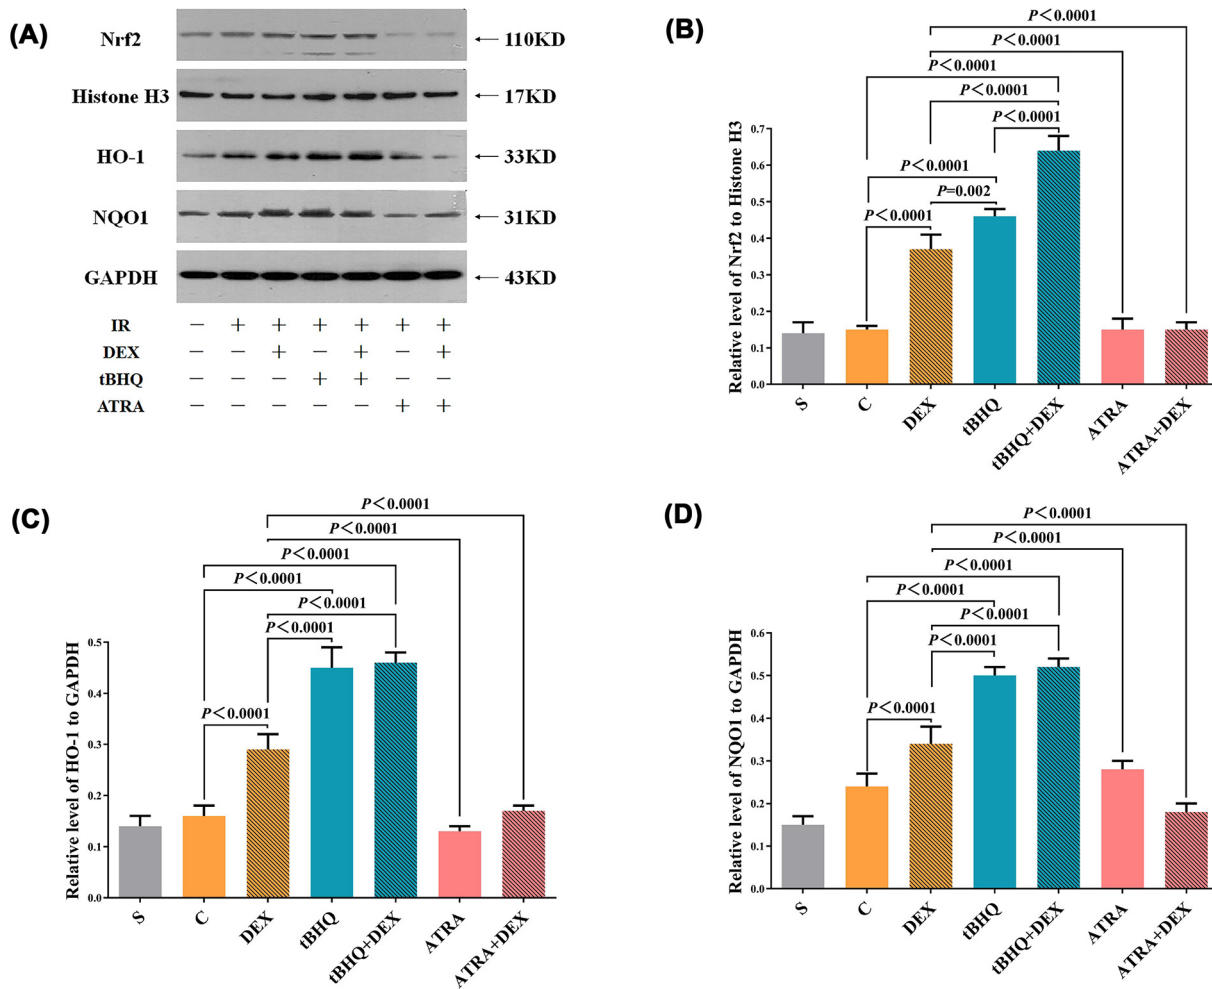 (A)
Nrf2 ← 110KD
Histone H3 ← 17KD
HO-1 ← 33KD
NQO1 ← 31KD
GAPDH ← 43KD
IR − + + + + + +
DEX − − + − + − +
tBHQ − − − + + − −
ATRA − − − − − + +
(B)
P<0.0001
P<0.0001
P<0.0001
P<0.0001
P<0.0001
P<0.0001
P=0.002
P<0.0001
Relative level of Nrf2 to Histone H3
0.7
0.6
0.5
0.4
0.3
0.2
0.1
0.0
S C DEX tBHQ tBHQ+DEX ATRA ATRA+DEX
(C)
P<0.0001
P<0.0001
P<0.0001
P<0.0001
P<0.0001
P<0.0001
P<0.0001
Relative level of HO-1 to GAPDH
0.5
0.4
0.3
0.2
0.1
0.0
S C DEX tBHQ tBHQ+DEX ATRA ATRA+DEX
(D)
P<0.0001
P<0.0001
P<0.0001
P<0.0001
P<0.0001
P<0.0001
P<0.0001
Relative level of NQO1 to GAPDH
0.6
0.5
0.4
0.3
0.2
0.1
0.0
S C DEX tBHQ tBHQ+DEX ATRA ATRA+DEX